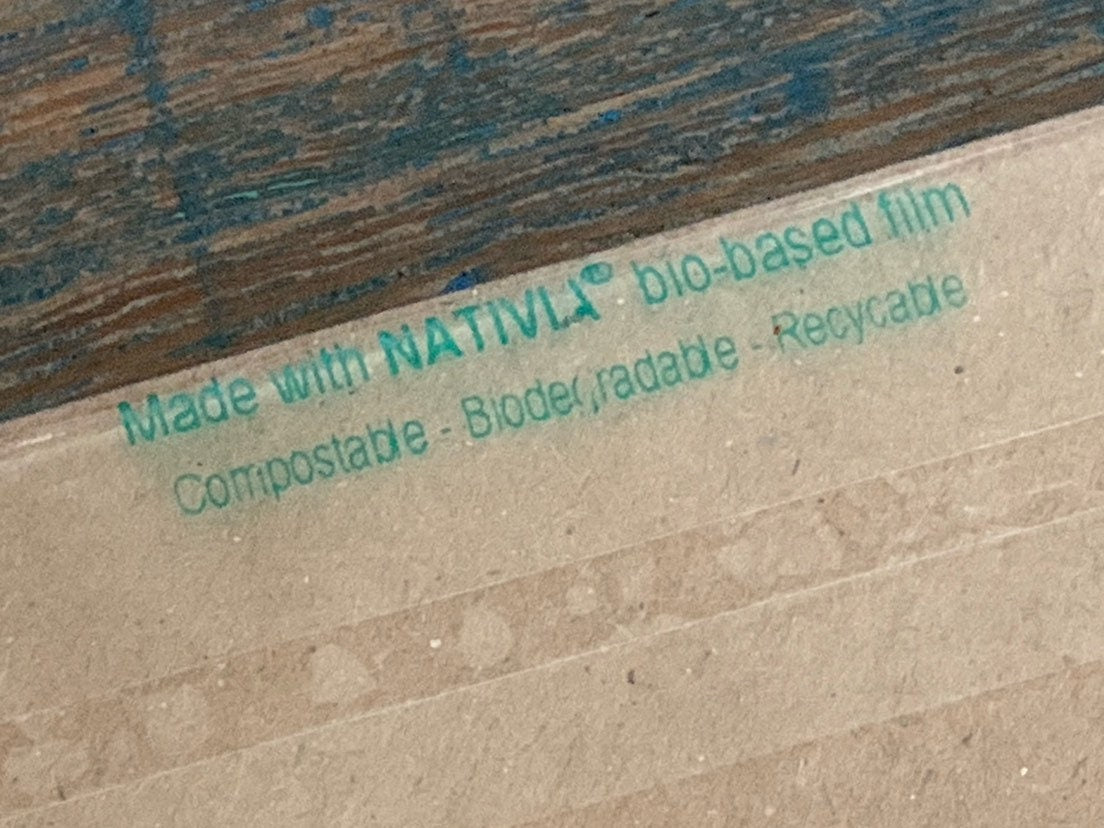 Made with NATIVIA® bio-based film
Compostable - Biodegradable - Recycable